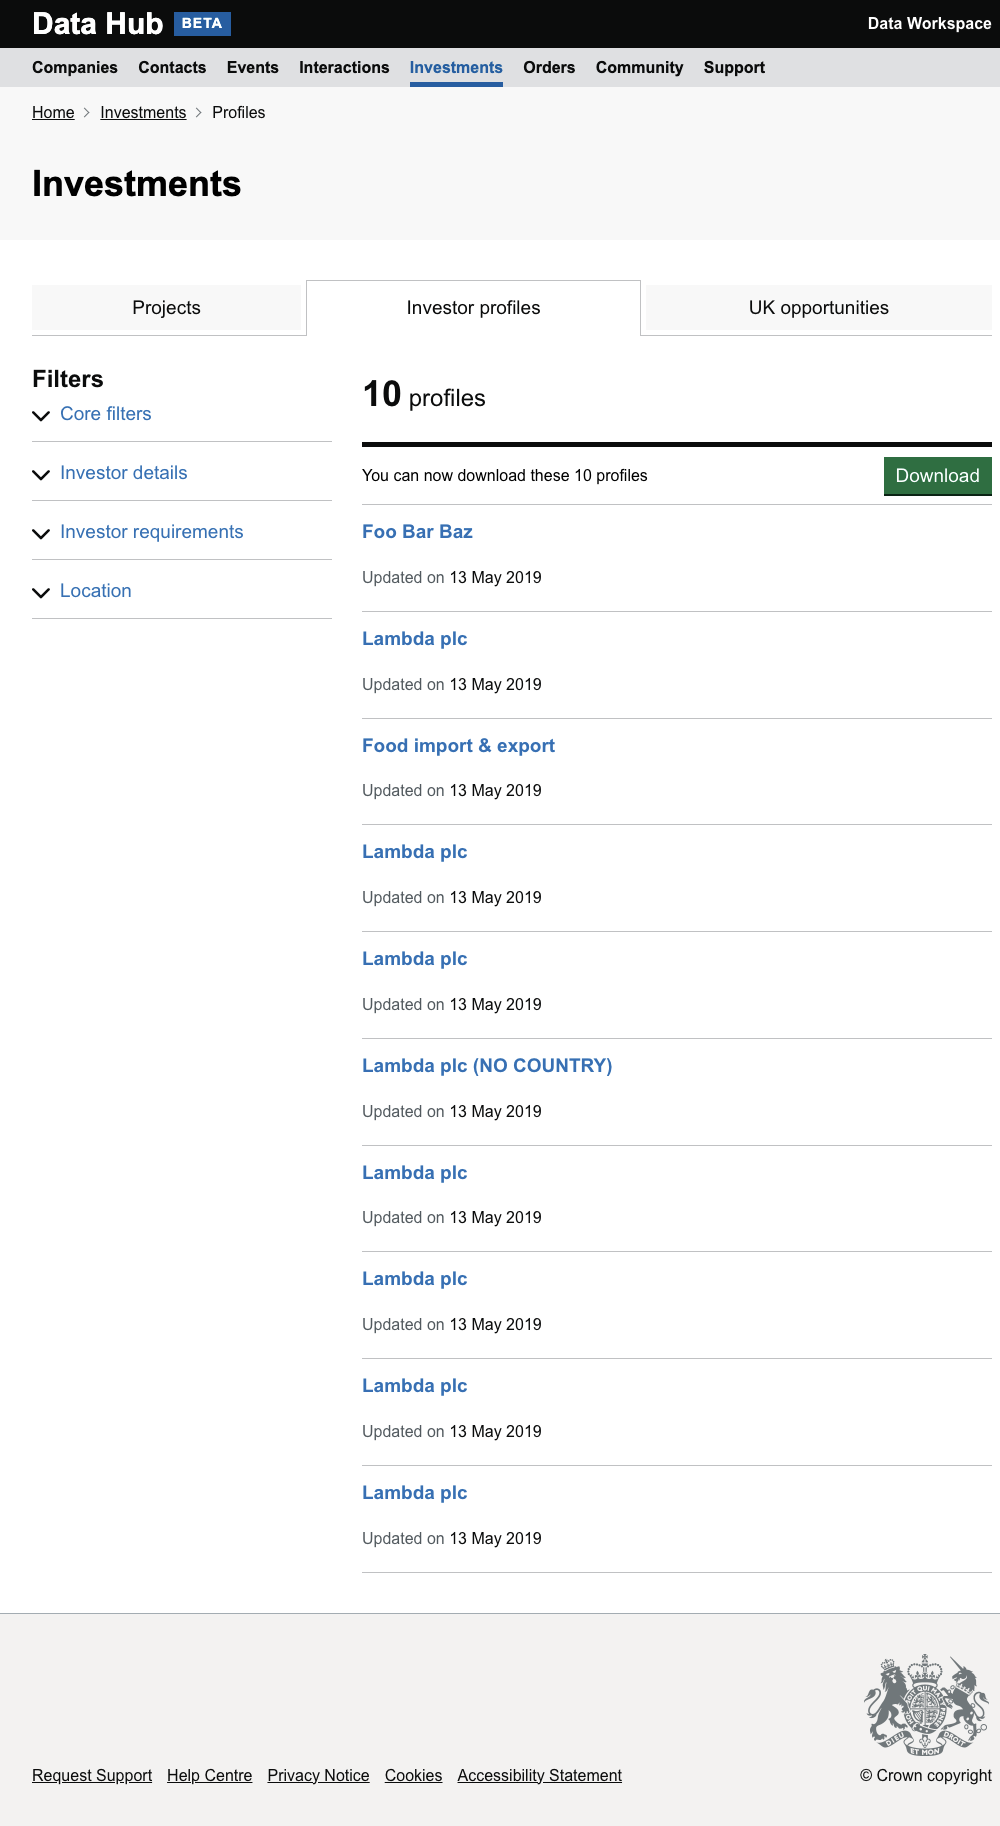 Data Hub BETA
Data Workspace
Companies Contacts Events Interactions Investments Orders Community Support
Home Investments Profiles
Investments
Projects Investor profiles UK opportunities
Filters
Core filters
Investor details
Investor requirements
Location
10 profiles
You can now download these 10 profiles
Download
Foo Bar Baz
Updated on 13 May 2019
Lambda plc
Updated on 13 May 2019
Food import & export
Updated on 13 May 2019
Lambda plc
Updated on 13 May 2019
Lambda plc
Updated on 13 May 2019
Lambda plc (NO COUNTRY)
Updated on 13 May 2019
Lambda plc
Updated on 13 May 2019
Lambda plc
Updated on 13 May 2019
Lambda plc
Updated on 13 May 2019
Lambda plc
Updated on 13 May 2019
DIEU ET MON DROIT
Request Support Help Centre Privacy Notice Cookies Accessibility Statement
© Crown copyright